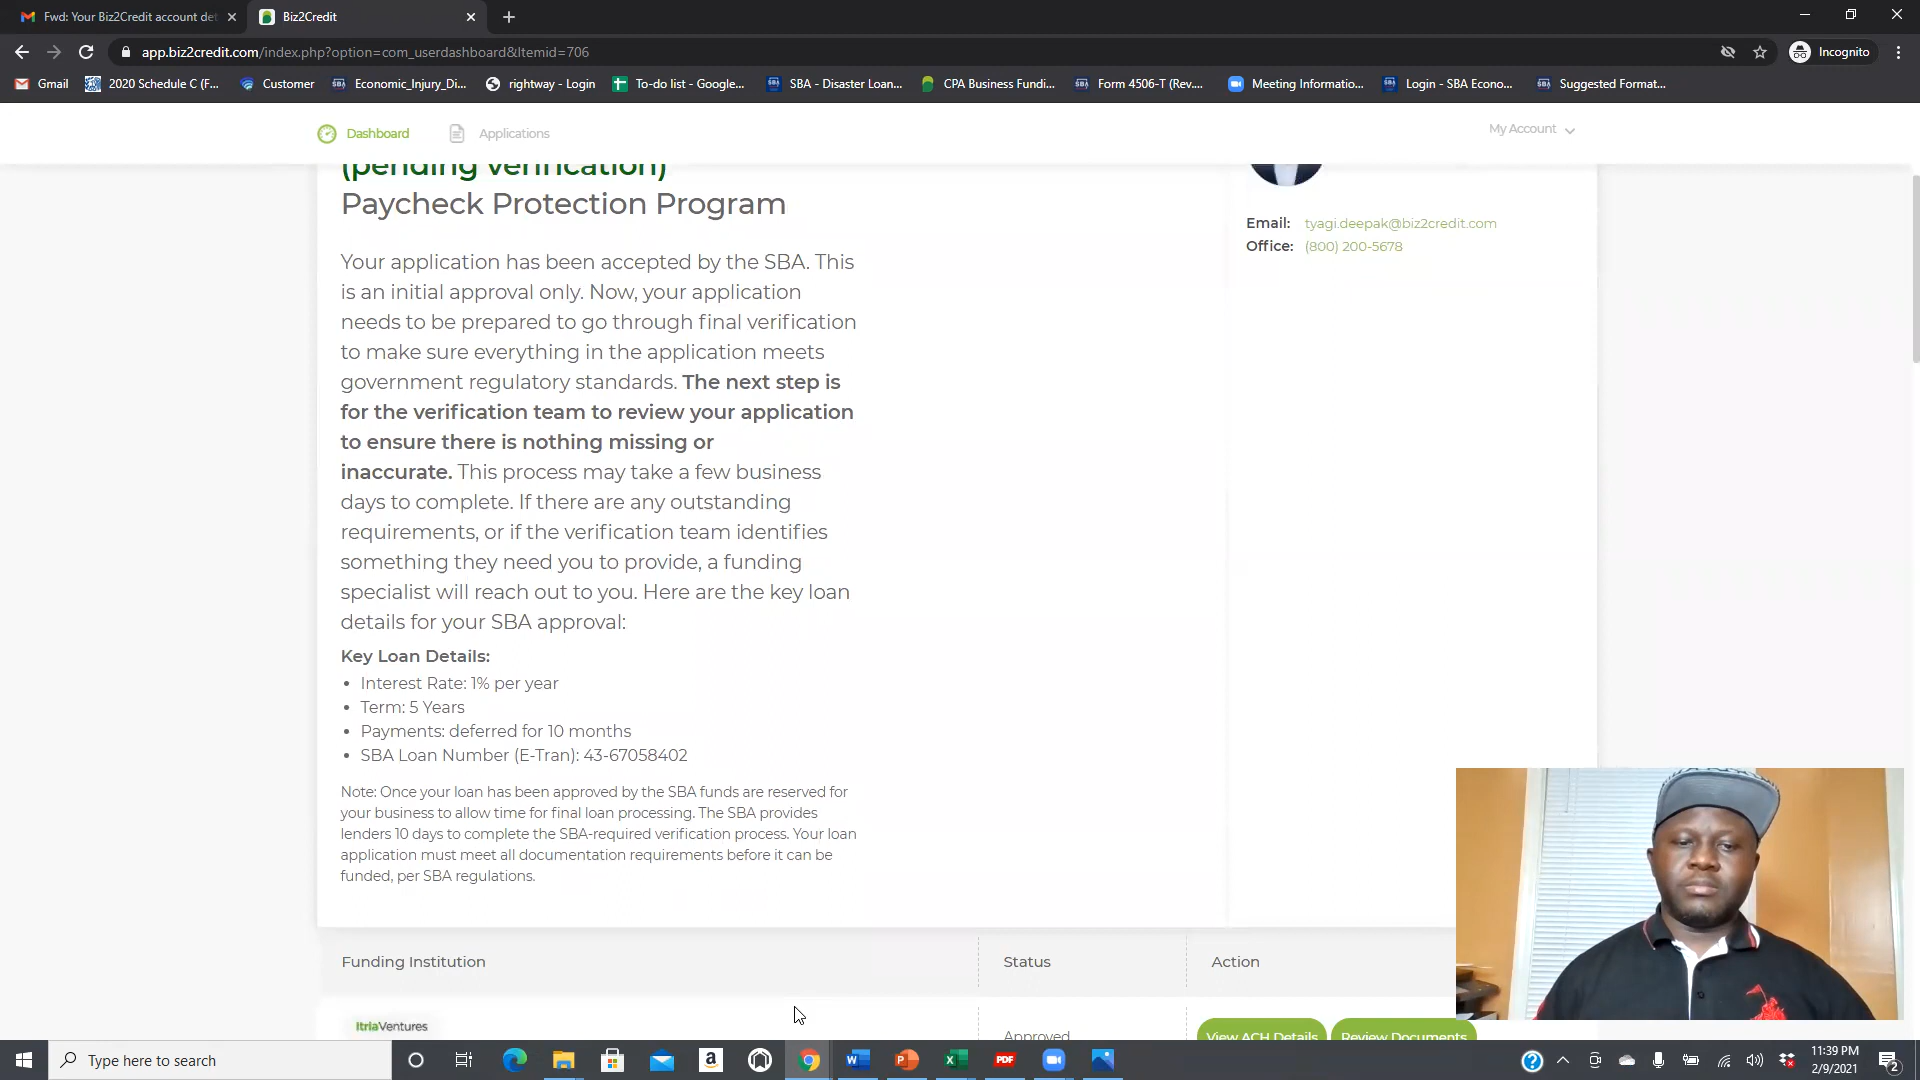 Fwd: Your Biz2Credit account det
Biz2Credit
app.biz2credit.com/index.php?option=com_userdashboard&Itemid=706
Incognito
Gmail
2020 Schedule C (F...
Customer
Economic_Injury_Di...
rightway - Login
To-do list - Google...
SBA - Disaster Loan...
CPA Business Fundi...
Form 4506-T (Rev....
Meeting Informatio...
Login - SBA Econo...
Suggested Format...
Dashboard
Applications
My Account
(pending verification)
Paycheck Protection Program
Email: tyagi.deepak@biz2credit.com
Office: (800) 200-5678
Your application has been accepted by the SBA. This
is an initial approval only. Now, your application
needs to be prepared to go through final verification
to make sure everything in the application meets
government regulatory standards. The next step is
for the verification team to review your application
to ensure there is nothing missing or
inaccurate. This process may take a few business
days to complete. If there are any outstanding
requirements, or if the verification team identifies
something they need you to provide, a funding
specialist will reach out to you. Here are the key loan
details for your SBA approval:
Key Loan Details:
• Interest Rate: 1% per year
• Term: 5 Years
• Payments: deferred for 10 months
• SBA Loan Number (E-Tran): 43-67058402
Note: Once your loan has been approved by the SBA funds are reserved for
your business to allow time for final loan processing. The SBA provides
lenders 10 days to complete the SBA-required verification process. Your loan
application must meet all documentation requirements before it can be
funded, per SBA regulations.
Funding Institution
Status
Action
ItriaVentures
Approved
View ACH Details
Review Documents
Type here to search
PDF
11:39 PM
2/9/2021
2